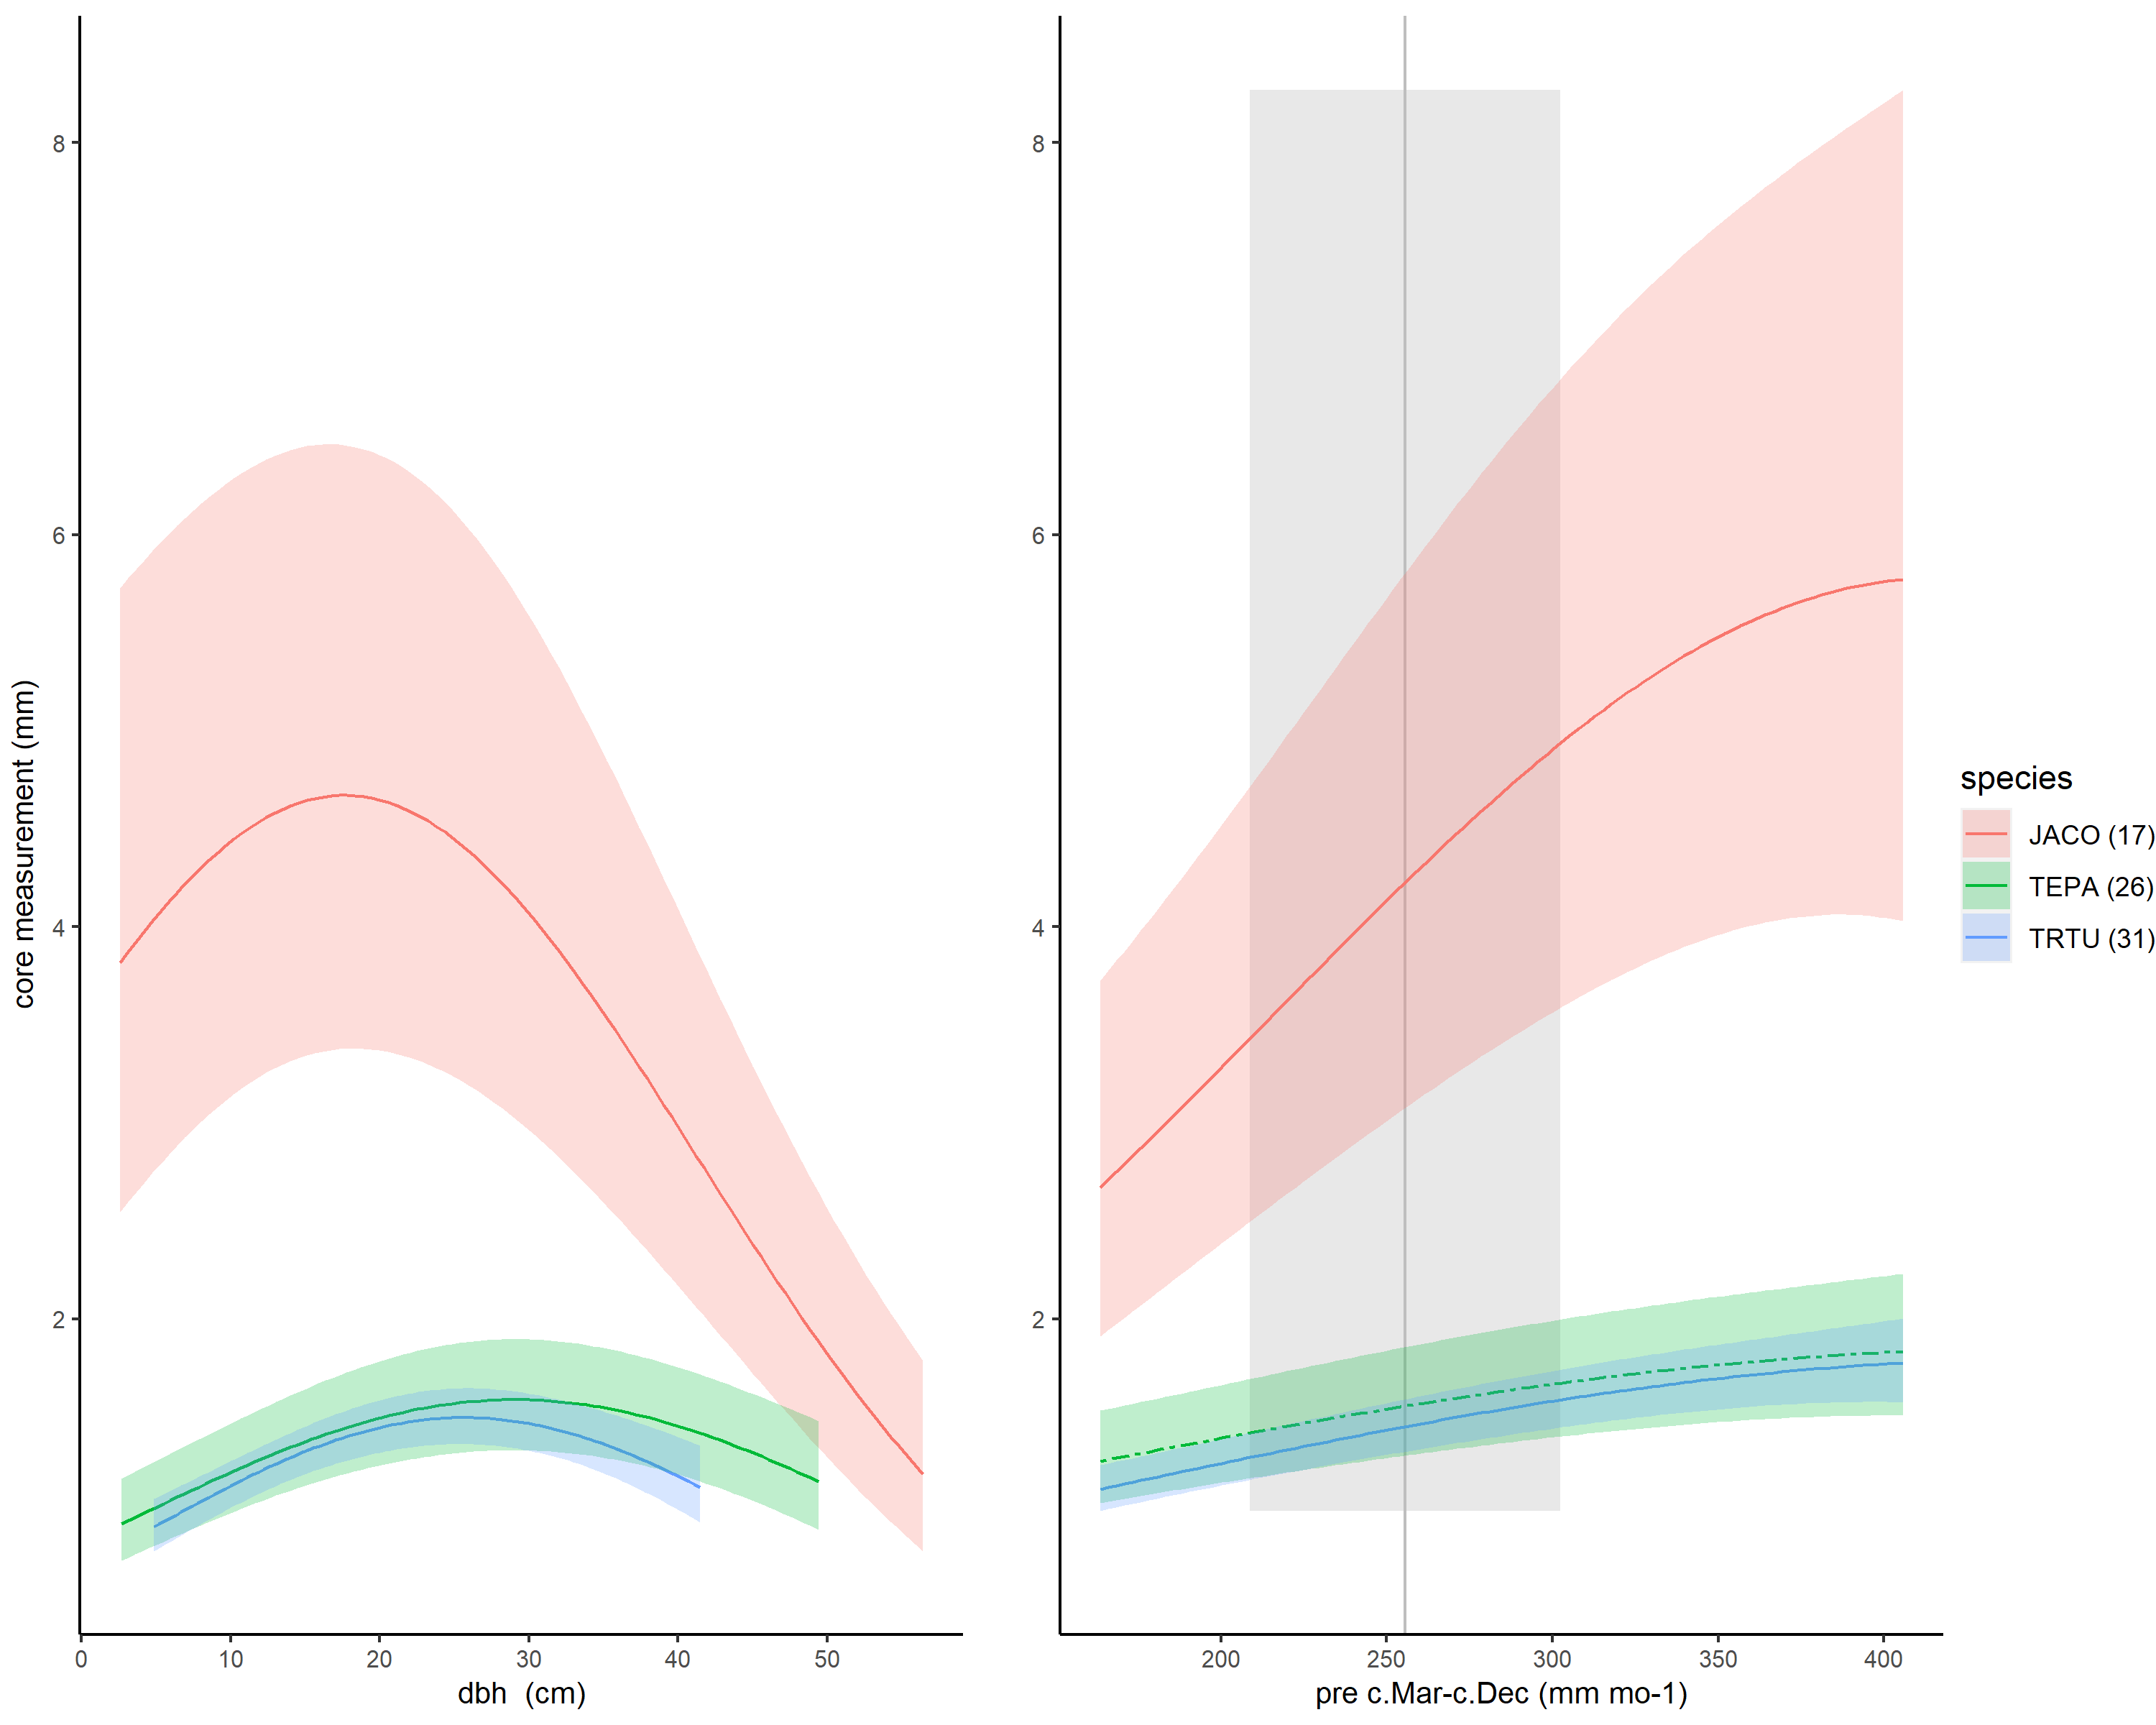 core measurement (mm)
8
6
4
2
0 10 20 30 40 50
dbh  (cm)
8
6
4
2
200 250 300 350 400
pre c.Mar-c.Dec (mm mo-1)
species
JACO (17)
TEPA (26)
TRTU (31)